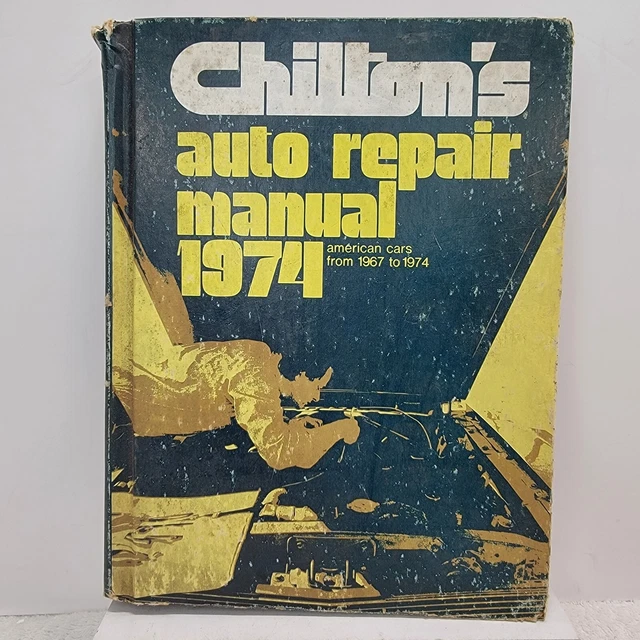 Chilton's
auto repair
manual
1974
american cars
from 1967 to 1974